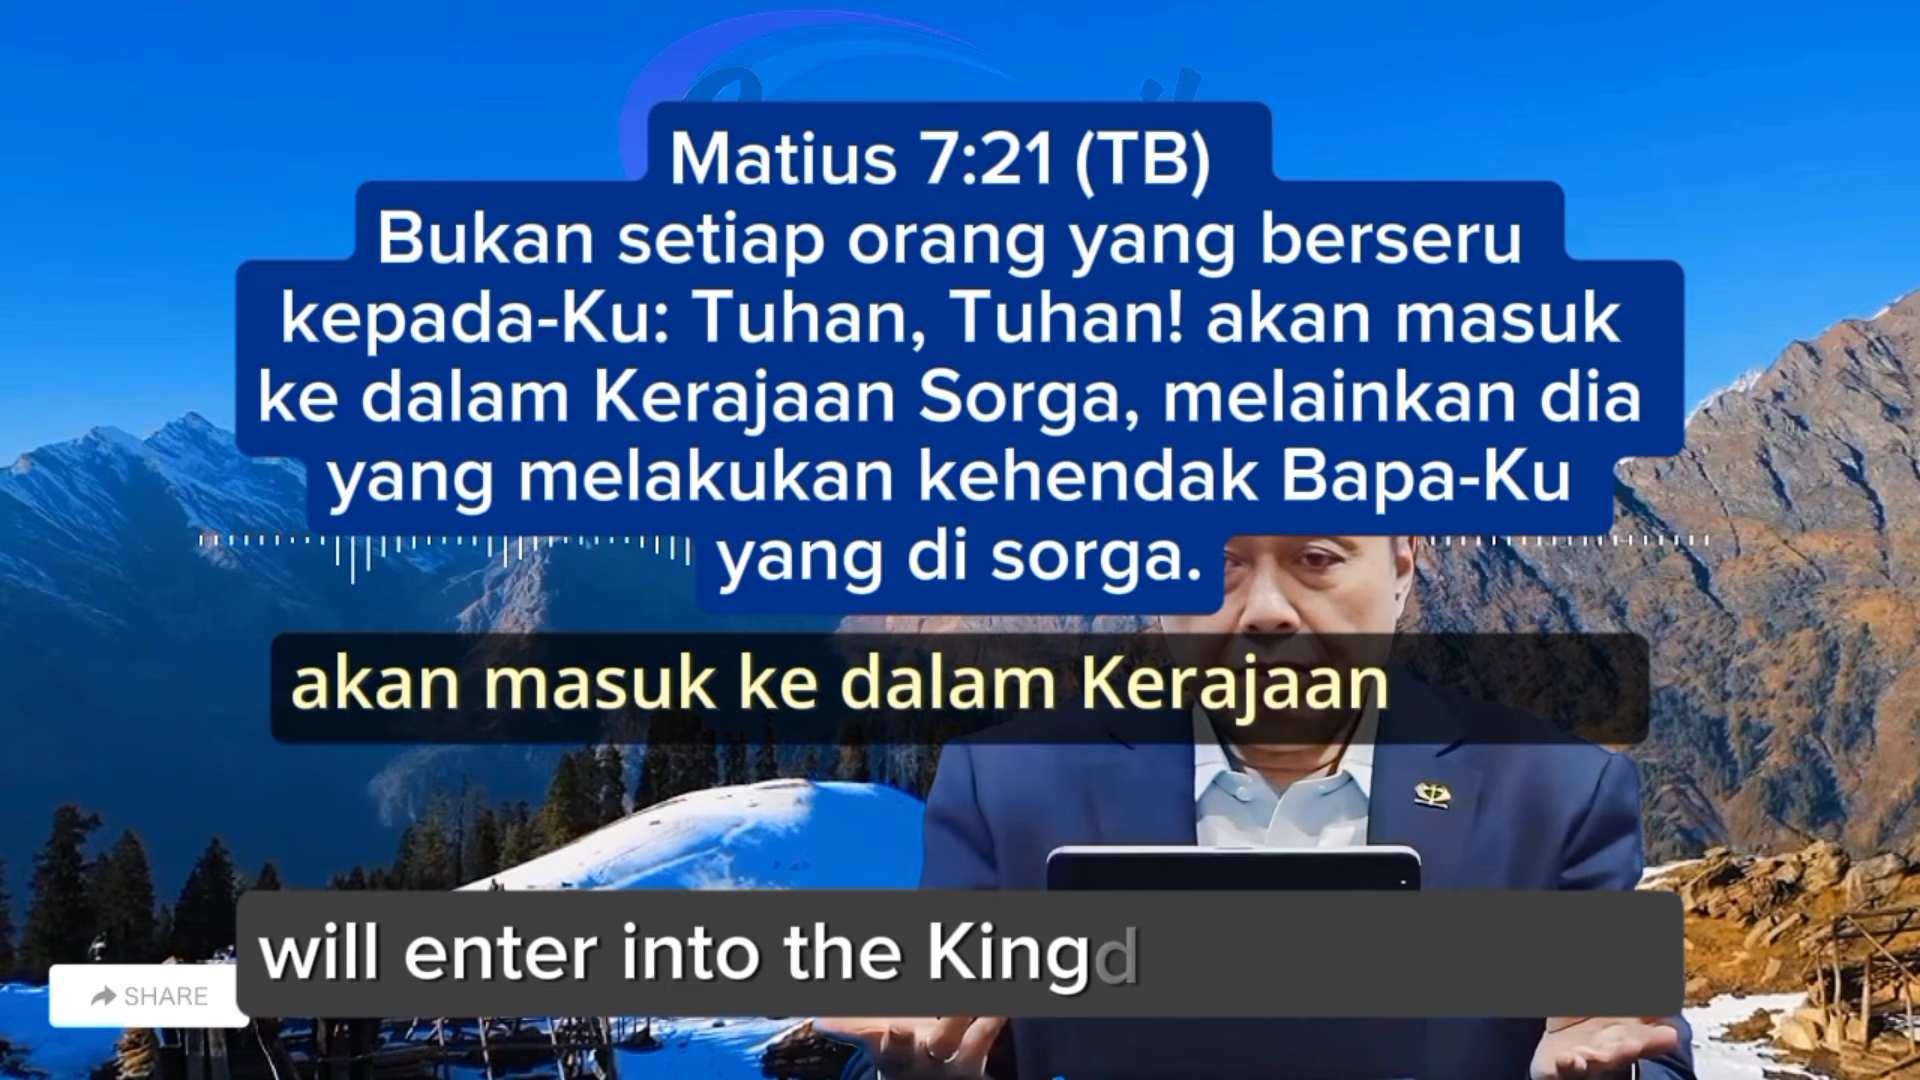 Matius 7:21 (TB)
Bukan setiap orang yang berseru
kepada-Ku: Tuhan, Tuhan! akan masuk
ke dalam Kerajaan Sorga, melainkan dia
yang melakukan kehendak Bapa-Ku
yang di sorga.
akan masuk ke dalam Kerajaan
will enter into the Kingd
SHARE